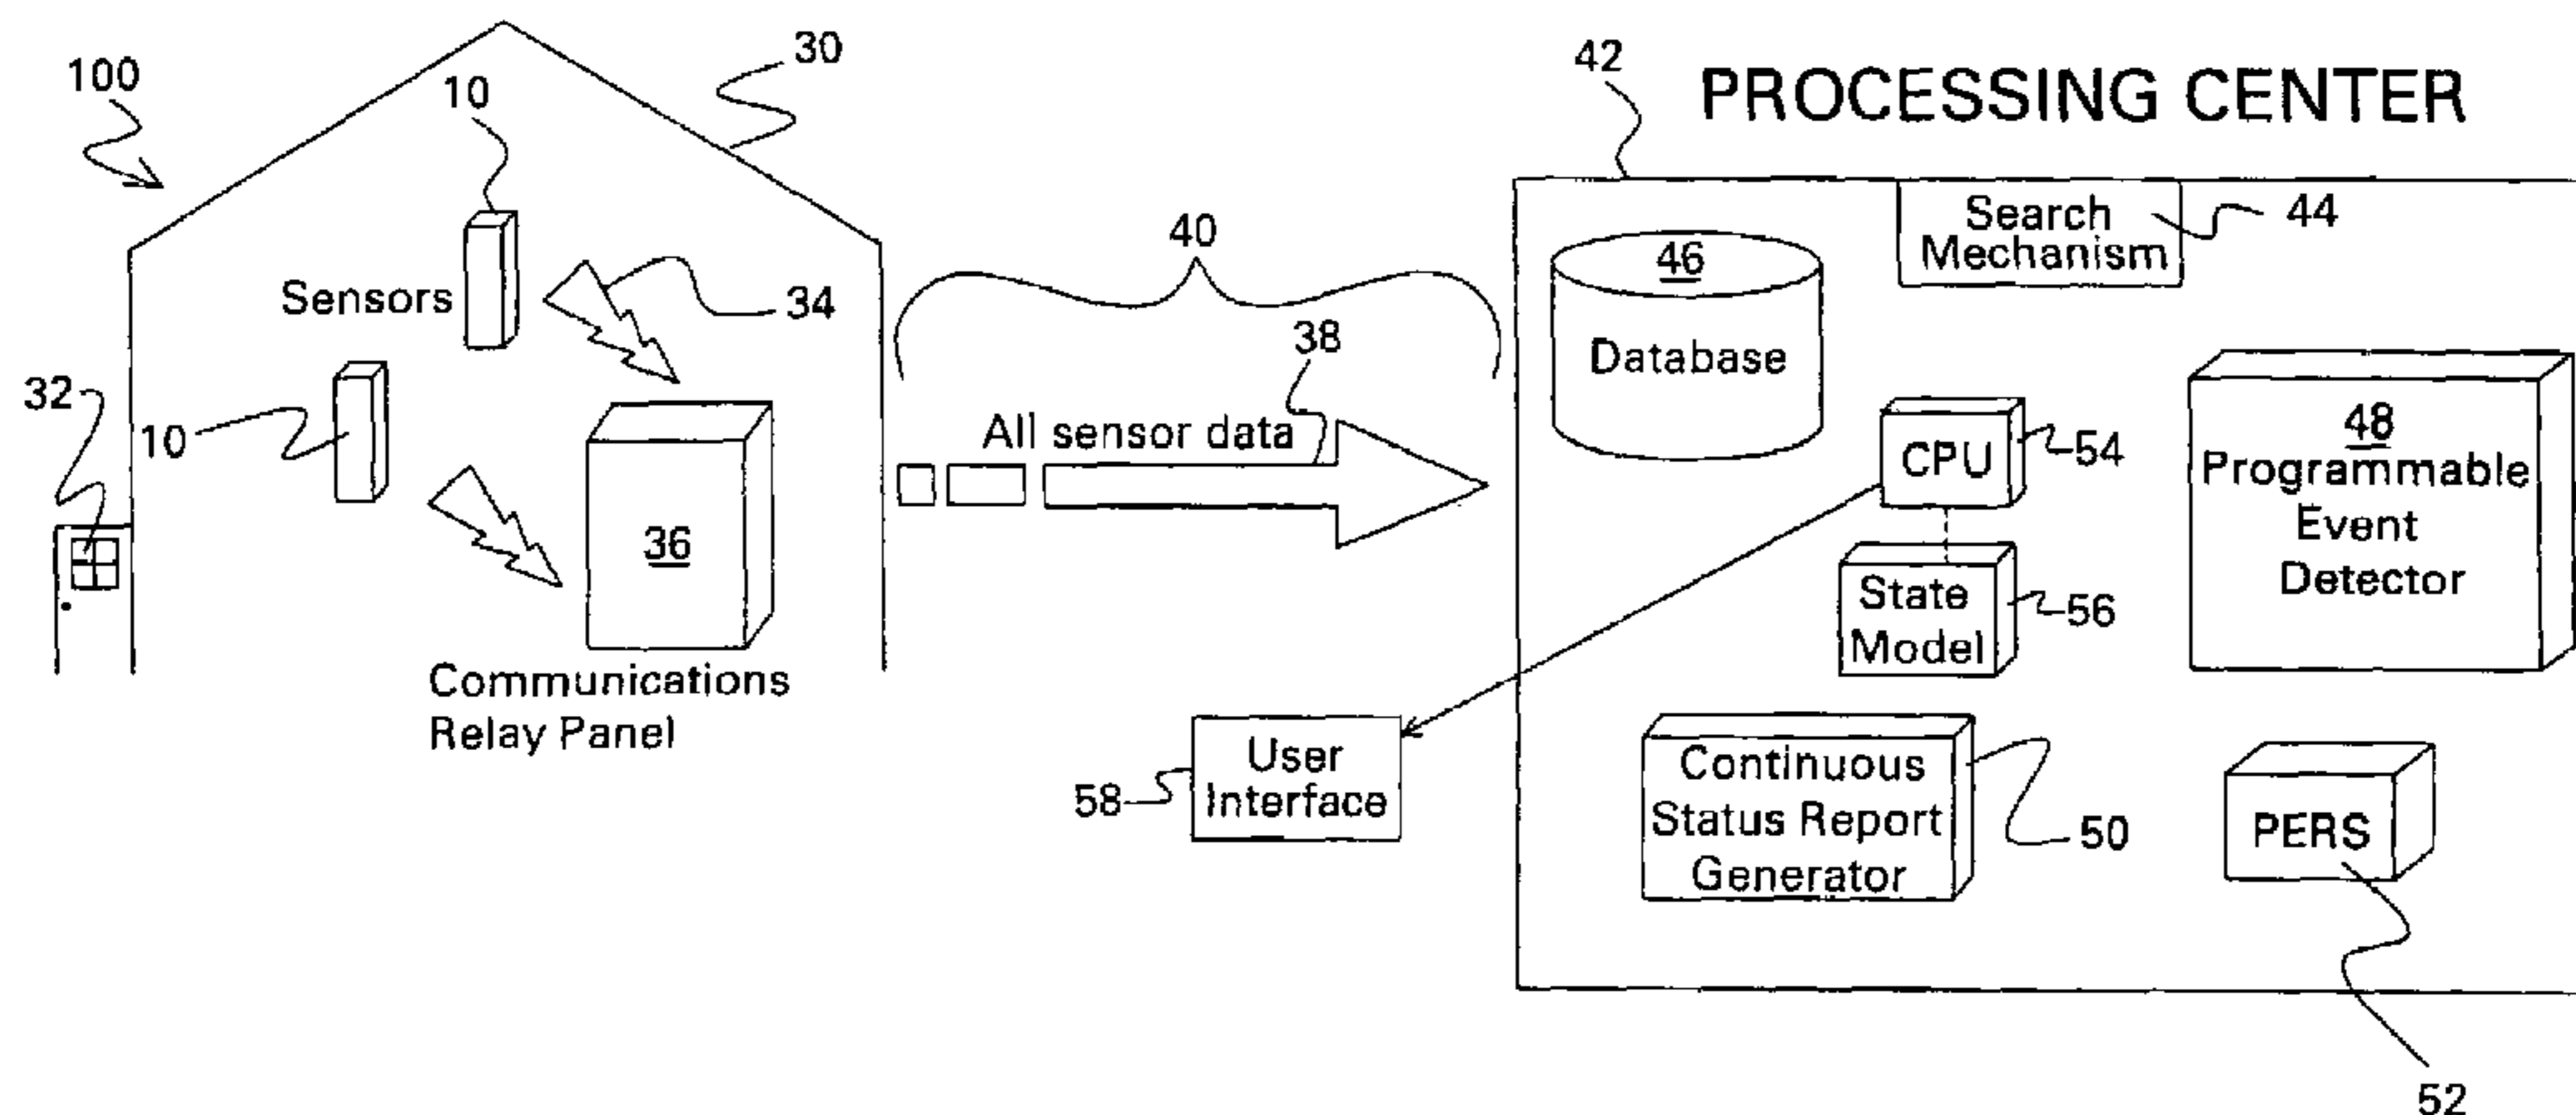 100
30
10
Sensors
34
32
10
36
Communications
Relay Panel
40
38
All sensor data
58
User
Interface
42
PROCESSING CENTER
Search
Mechanism
44
46
Database
CPU
54
State
Model
56
48
Programmable
Event
Detector
Continuous
Status Report
Generator
50
PERS
52